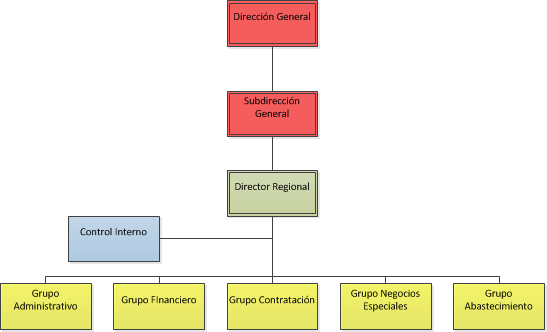 Dirección General
Subdirección
General
Director Regional
Control Interno
Grupo
Administrativo
Grupo FInanciero
Grupo Contratación
Grupo Negocios
Especiales
Grupo
Abastecimiento